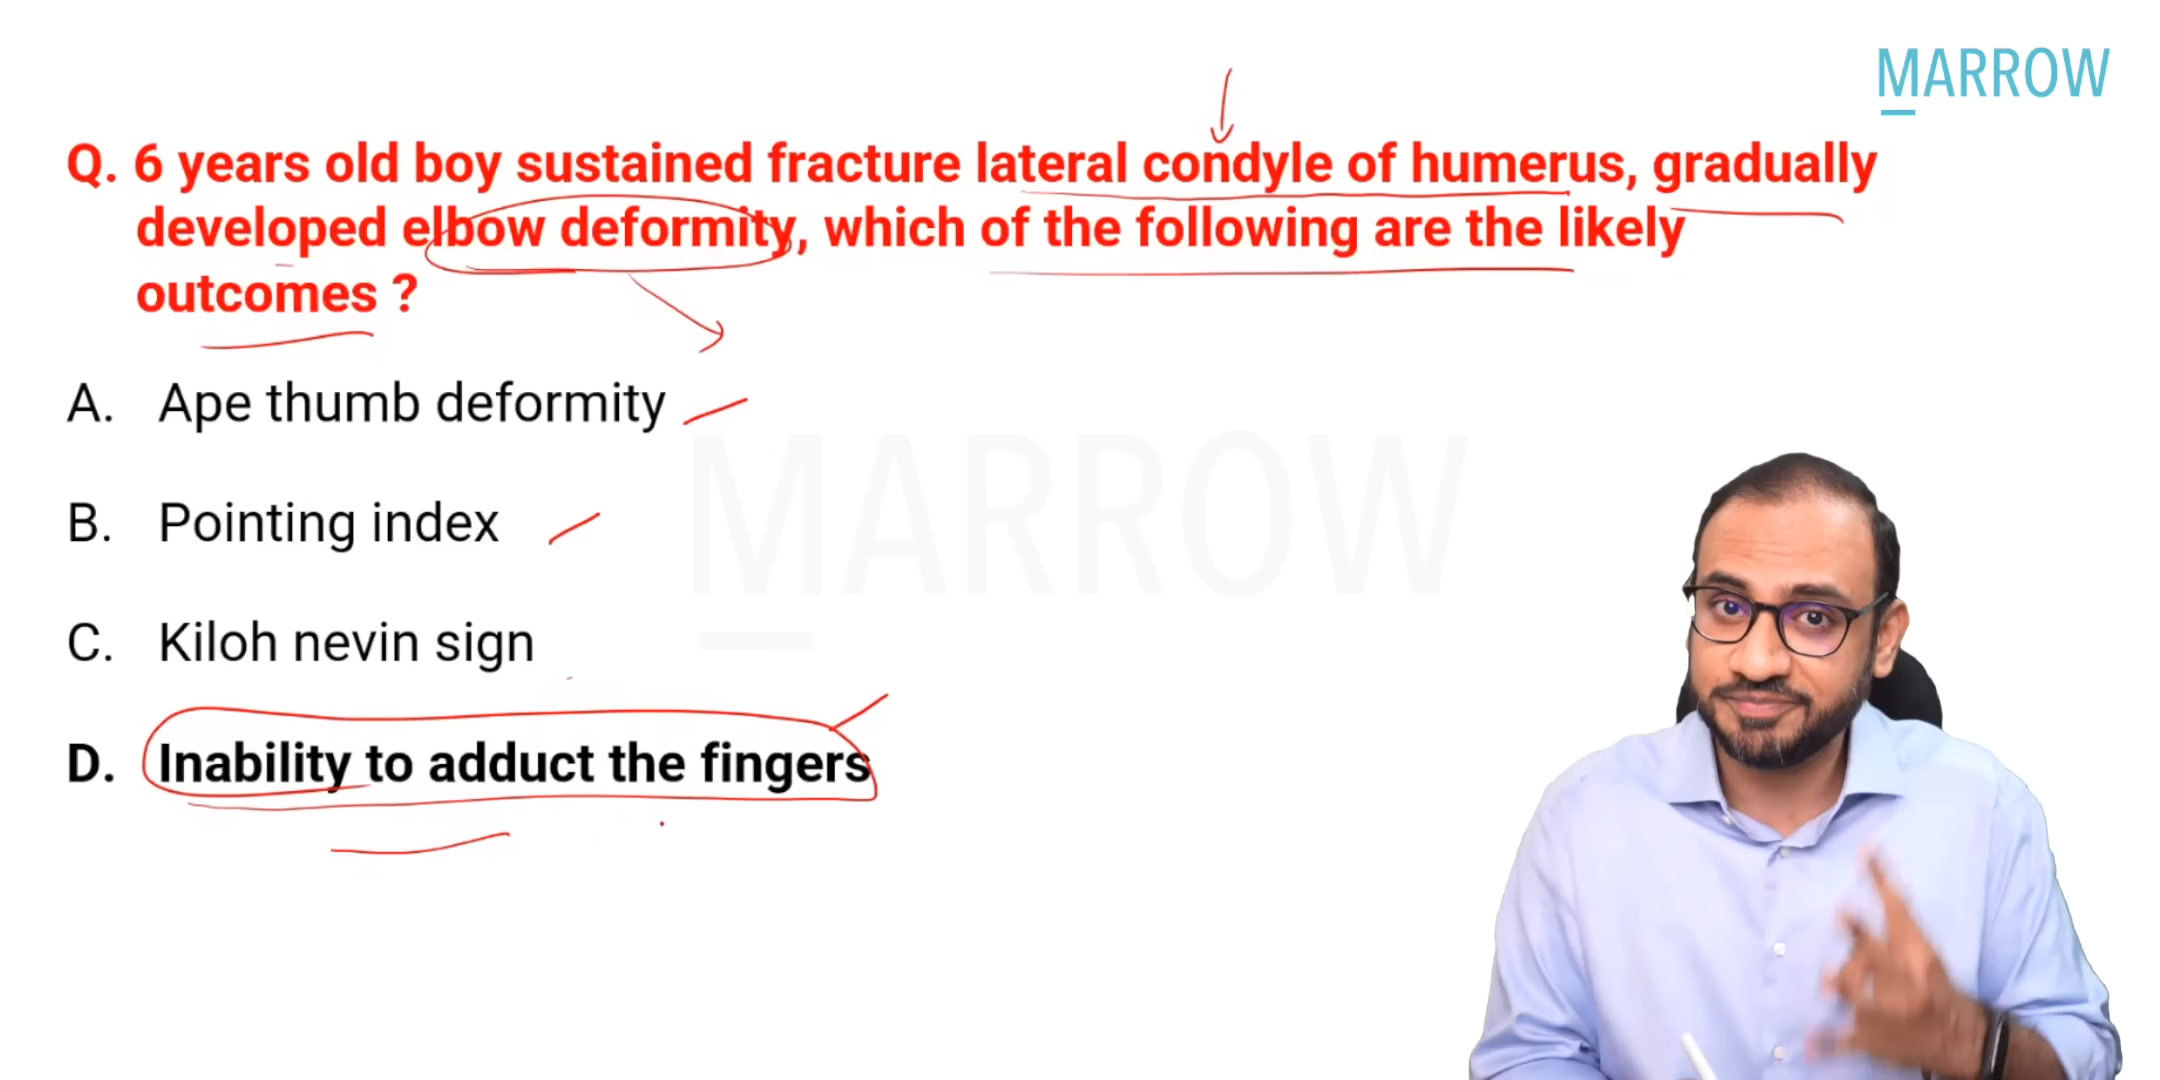 MARROW
Q. 6 years old boy sustained fracture lateral condyle of humerus, gradually
developed elbow deformity, which of the following are the likely
outcomes ?
A. Ape thumb deformity
B. Pointing index
MARROW
C. Kiloh nevin sign
D. Inability to adduct the fingers